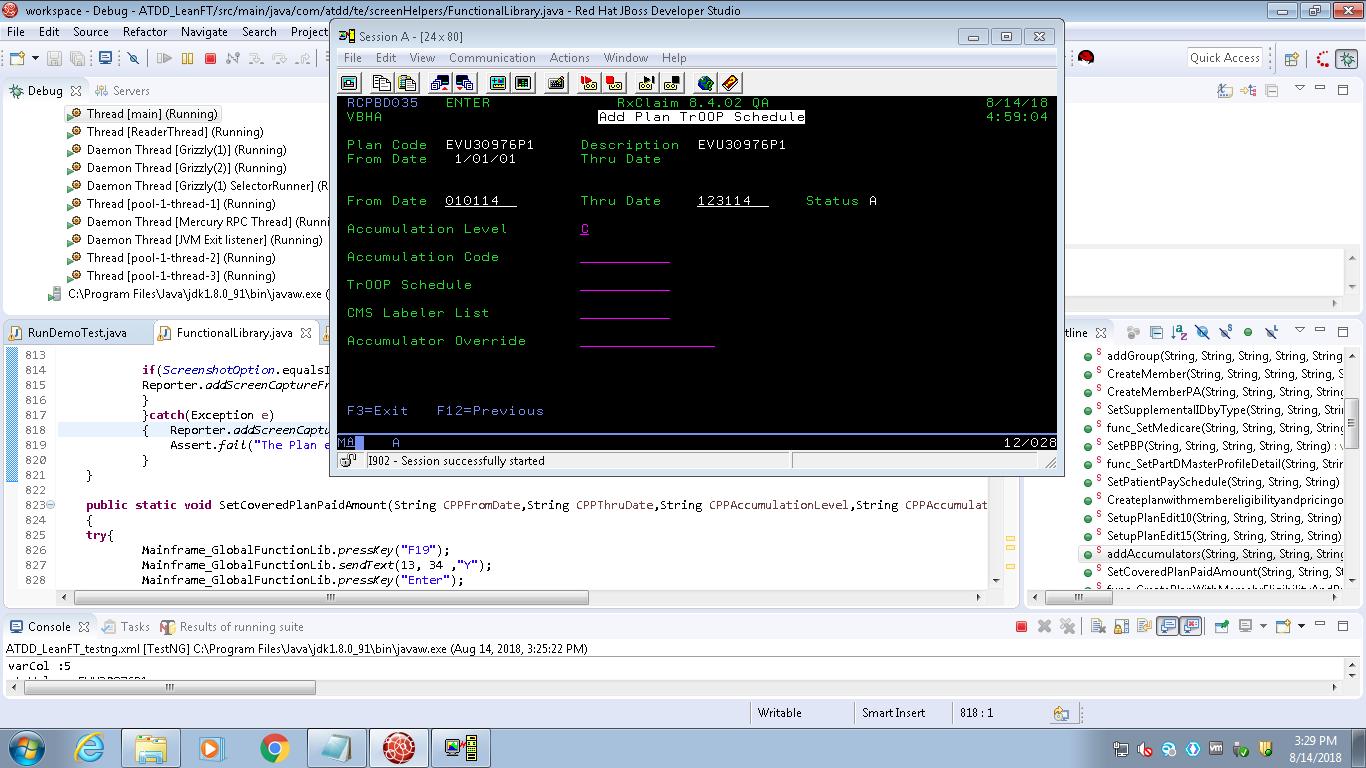 workspace - Debug - ATDD_LeanFT/src/main/java/com/atdd/te/screenHelpers/FunctionalLibrary.java - Red Hat JBoss Developer Studio
File Edit Source Refactor Navigate Search Project
Quick Access
Debug Servers
Thread [main] (Running)
Thread [ReaderThread] (Running)
Daemon Thread [Grizzly(1)] (Running)
Daemon Thread [Grizzly(2)] (Running)
Daemon Thread [Grizzly(1) SelectorRunner] (R
Thread [pool-1-thread-1] (Running)
Daemon Thread [Mercury RPC Thread] (Running)
Daemon Thread [JVM Exit listener] (Running)
Thread [pool-1-thread-2] (Running)
Thread [pool-1-thread-3] (Running)
C:\Program Files\Java\jdk1.8.0_91\bin\javaw.exe (
Session A - [24 x 80]
File Edit View Communication Actions Window Help
RCPBD035 ENTER RxClaim 8.4.02 QA 8/14/18
VBHA Add Plan TrOOP Schedule 4:59:04
Plan Code EVU30976P1 Description EVU30976P1
From Date 1/01/01 Thru Date
From Date 010114 Thru Date 123114 Status A
Accumulation Level C
Accumulation Code
TrOOP Schedule
CMS Labeler List
Accumulator Override
F3=Exit F12=Previous
MA A 12/028
I902 - Session successfully started
RunDemoTest.java FunctionalLibrary.java
813
814 if(ScreenshotOption.equalsI
815 Reporter.addScreenCaptureFr
816 }
817 }catch(Exception e)
818 { Reporter.addScreenCaptu
819 Assert.fail("The Plan e
820 }
821 }
822
823 public static void SetCoveredPlanPaidAmount(String CPPFromDate,String CPPThruDate,String CPPAccumulationLevel,String CPPAccumulat
824 {
825 try{
826 Mainframe_GlobalFunctionLib.pressKey("F19");
827 Mainframe_GlobalFunctionLib.sendText(13, 34 ,"Y");
828 Mainframe_GlobalFunctionLib.pressKey("Enter");
tline
addGroup(String, String, String, String
CreateMember(String, String, String,
CreateMemberPA(String, String, String
SetSupplementalIDbyType(String, String
func_SetMedicare(String, String, String
SetPBP(String, String, String, String) : v
func_SetPartDMasterProfileDetail(String
SetPatientPaySchedule(String, String,
Createplanwithmembereligibilityandpricingo
SetupPlanEdit10(String, String, String)
SetupPlanEdit15(String, String, String)
addAccumulators(String, String, String,
SetCoveredPlanPaidAmount(String, String
Console Tasks Results of running suite
ATDD_LeanFT_testng.xml [TestNG] C:\Program Files\Java\jdk1.8.0_91\bin\javaw.exe (Aug 14, 2018, 3:25:22 PM)
varCol :5
Writable Smart Insert 818 : 1
3:29 PM
8/14/2018